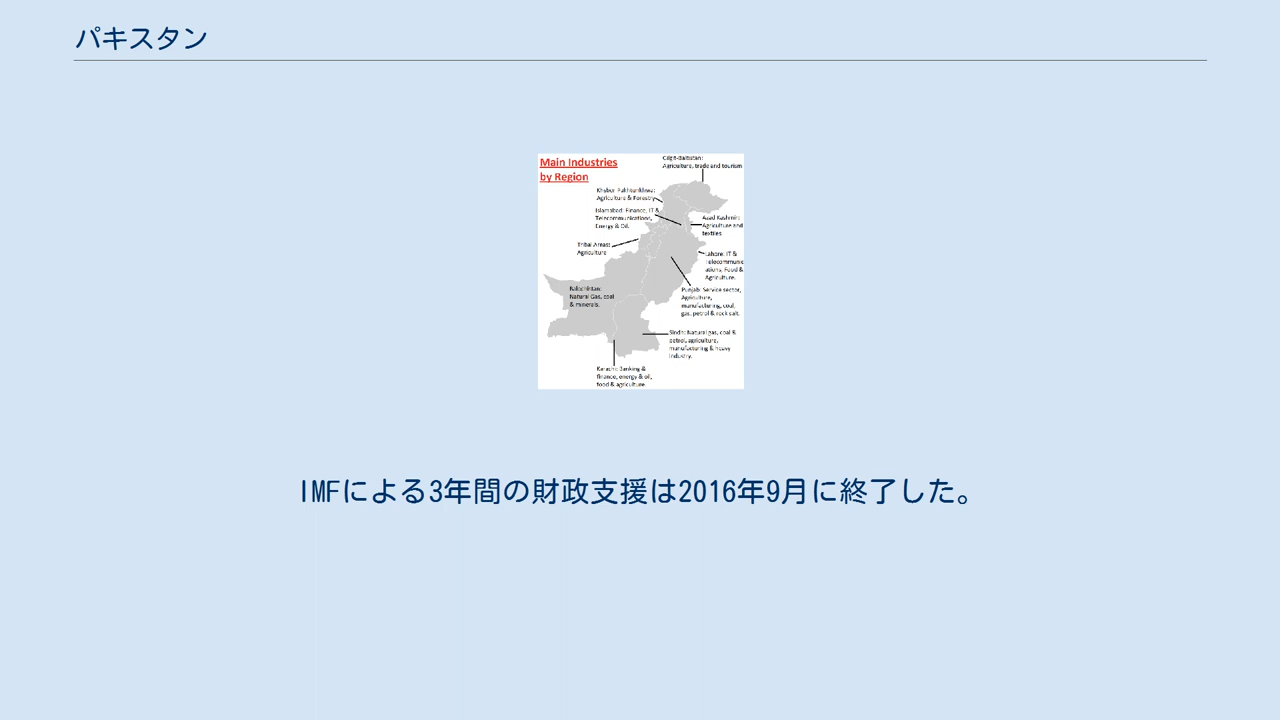 パキスタン
Main Industries
by Region
Gilgit-Baltistan:
Agriculture, trade and tourism
Khyber Pakhtunkhwa:
Agriculture & Forestry
Islamabad: Finance, IT &
Telecommunications,
Energy & Oil.
Azad Kashmir:
Agriculture and
textiles
Tribal Areas:
Agriculture
Lahore: IT &
Telecommunic
ations, Food &
Agriculture.
Balochistan:
Natural Gas, coal
& minerals.
Punjab: Service sector,
Agriculture,
manufacturing, coal,
gas, petrol & rock salt.
Sindh: Natural gas, coal &
petrol, agriculture,
manufacturing & heavy
industry.
Karachi: Banking &
finance, energy & oil,
food & agriculture.
IMFによる3年間の財政支援は2016年9月に終了した。